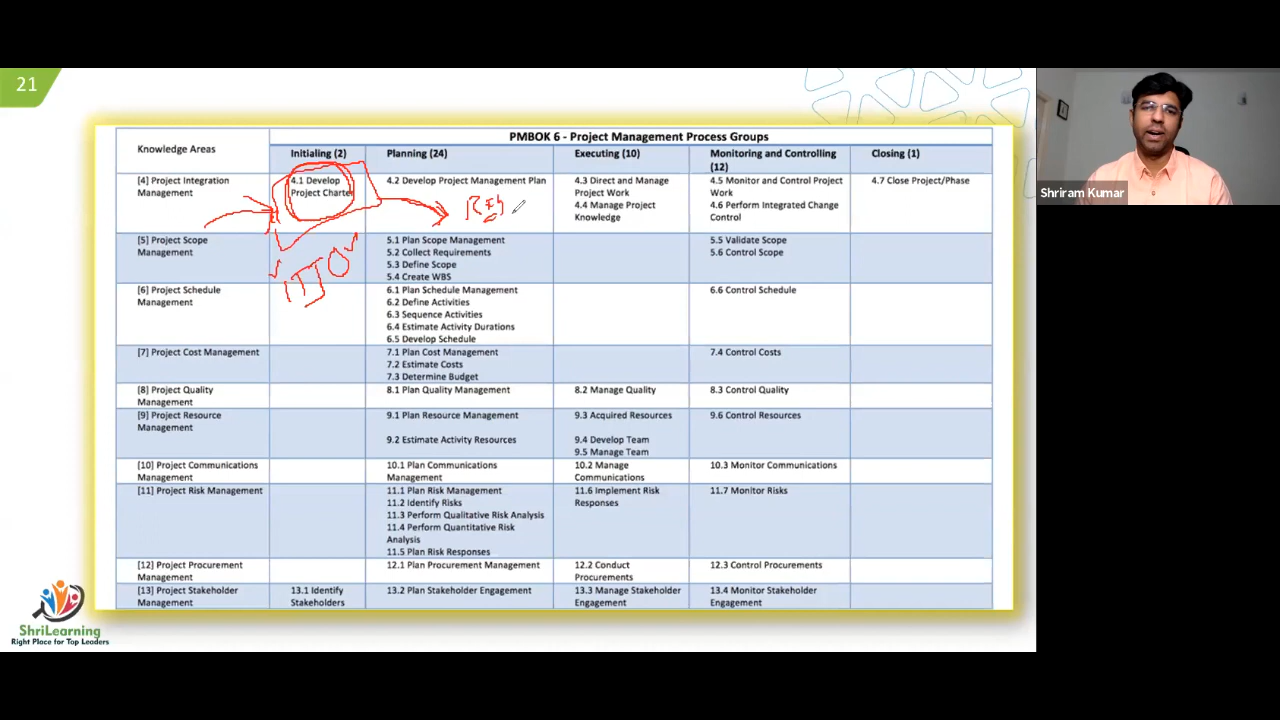 21
PMBOK 6 - Project Management Process Groups
Knowledge Areas
Initialing (2)
Planning (24)
Executing (10)
Monitoring and Controlling
(12)
Closing (1)
[4] Project Integration
Management
4.1 Develop
Project Charter
4.2 Develop Project Management Plan
4.3 Direct and Manage
Project Work
4.4 Manage Project
Knowledge
4.5 Monitor and Control Project
Work
4.6 Perform Integrated Change
Control
4.7 Close Project/Phase
[5] Project Scope
Management
ITTO
5.1 Plan Scope Management
5.2 Collect Requirements
5.3 Define Scope
5.4 Create WBS
5.5 Validate Scope
5.6 Control Scope
[6] Project Schedule
Management
6.1 Plan Schedule Management
6.2 Define Activities
6.3 Sequence Activities
6.4 Estimate Activity Durations
6.5 Develop Schedule
6.6 Control Schedule
[7] Project Cost Management
7.1 Plan Cost Management
7.2 Estimate Costs
7.3 Determine Budget
7.4 Control Costs
[8] Project Quality
Management
8.1 Plan Quality Management
8.2 Manage Quality
8.3 Control Quality
[9] Project Resource
Management
9.1 Plan Resource Management
9.2 Estimate Activity Resources
9.3 Acquired Resources
9.4 Develop Team
9.5 Manage Team
9.6 Control Resources
[10] Project Communications
Management
10.1 Plan Communications
Management
10.2 Manage
Communications
10.3 Monitor Communications
[11] Project Risk Management
11.1 Plan Risk Management
11.2 Identify Risks
11.3 Perform Qualitative Risk Analysis
11.4 Perform Quantitative Risk
Analysis
11.5 Plan Risk Responses
11.6 Implement Risk
Responses
11.7 Monitor Risks
[12] Project Procurement
Management
12.1 Plan Procurement Management
12.2 Conduct
Procurements
12.3 Control Procurements
[13] Project Stakeholder
Management
13.1 Identify
Stakeholders
13.2 Plan Stakeholder Engagement
13.3 Manage Stakeholder
Engagement
13.4 Monitor Stakeholder
Engagement
ShriLearning
Right Place for Top Leaders
Shriram Kumar